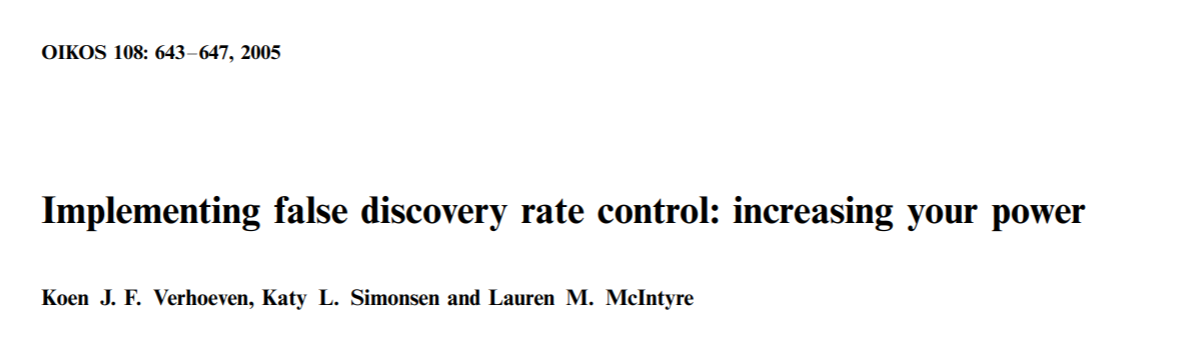 OIKOS 108: 643–647, 2005
Implementing false discovery rate control: increasing your power
Koen J. F. Verhoeven, Katy L. Simonsen and Lauren M. McIntyre